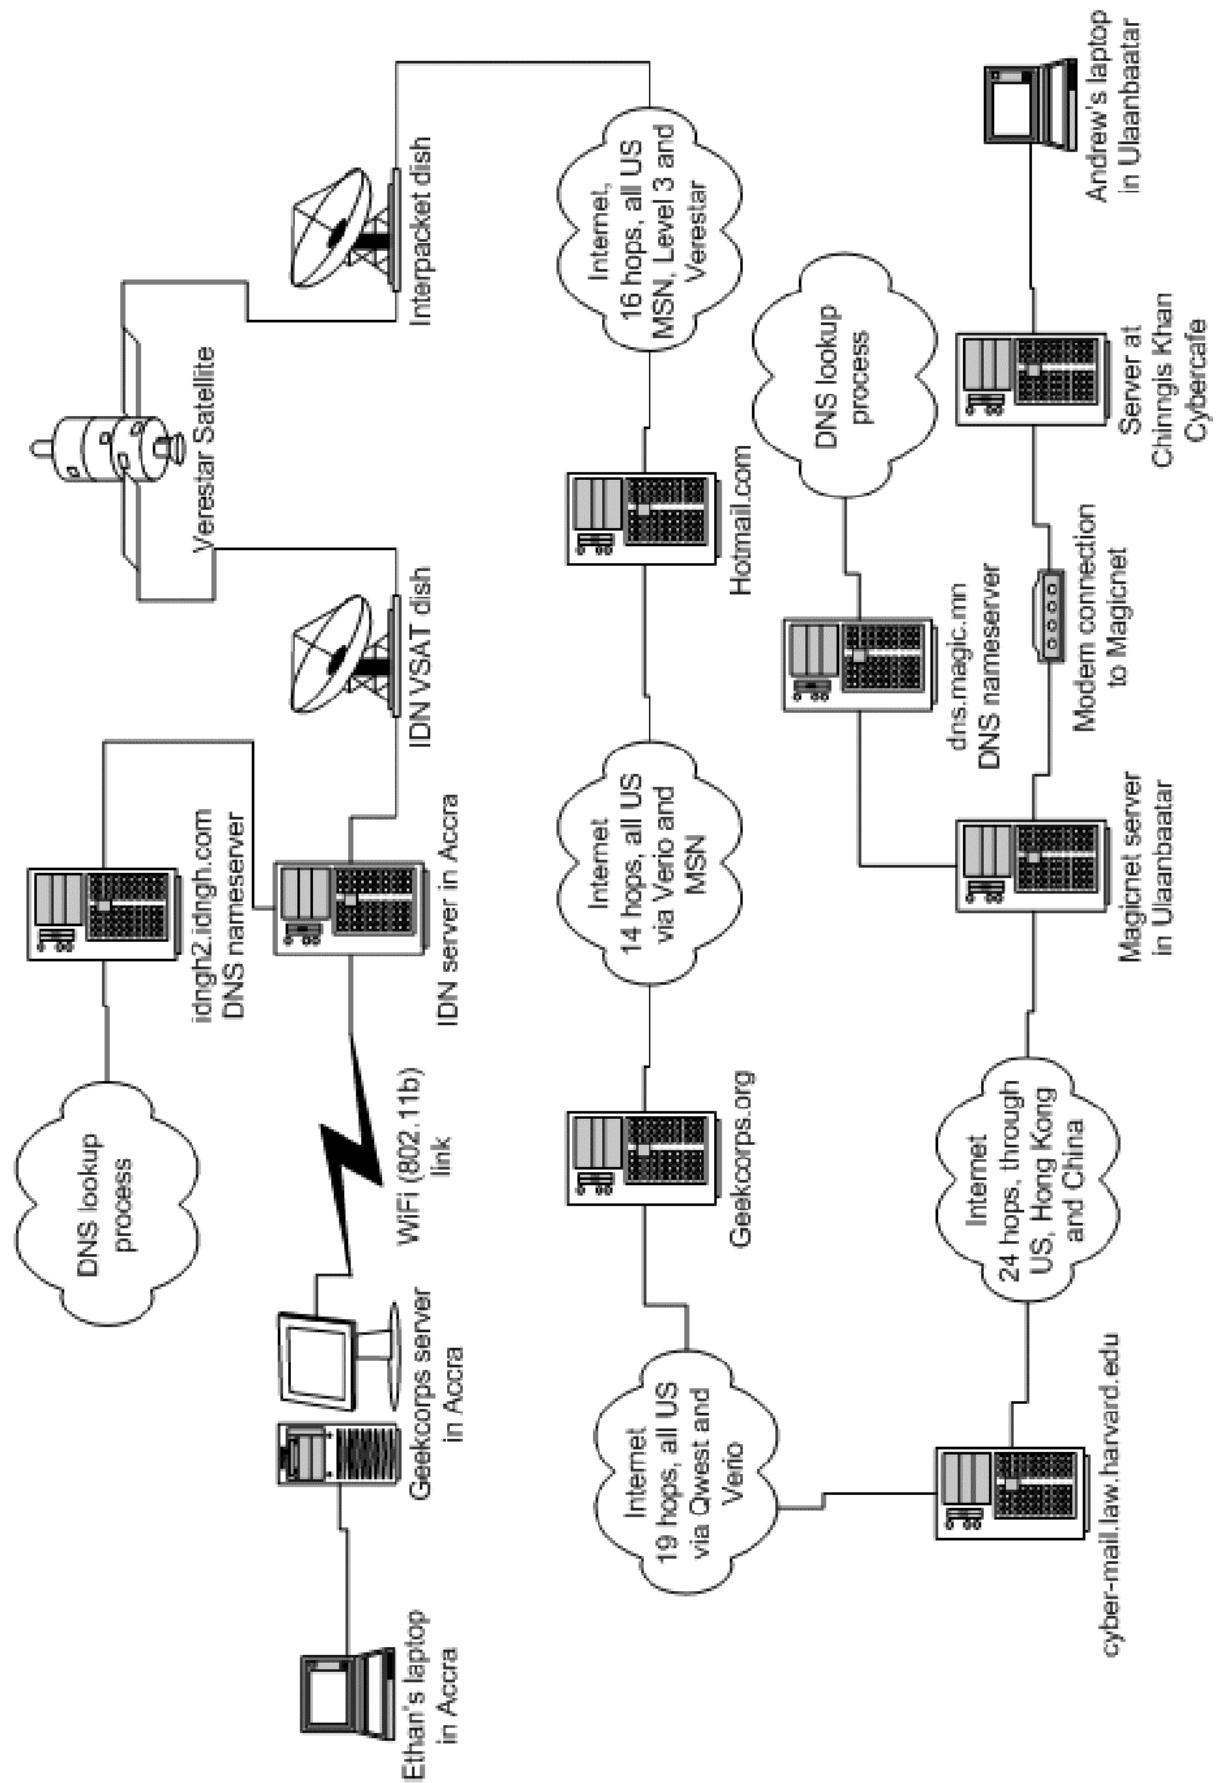 DNS lookup
process
idngh2.idngh.com
DNS nameserver
Verestar Satellite
Ethan's laptop
in Accra
Geekcorps server
in Accra
WiFi (802.11b)
link
IDN server in Accra
IDN VSAT dish
Interpacket dish
Internet
19 hops, all US
via Qwest and
Verio
Geekcorps.org
Internet
14 hops, all US
via Verio and
MSN
Hotmail.com
Internet,
16 hops, all US
MSN, Level 3 and
Verestar
cyber-mail.law.harvard.edu
Internet
24 hops, through
US, Hong Kong
and China
Magicnet server
in Ulaanbaatar
dns.magic.mn
DNS nameserver
DNS lookup
process
Modem connection
to Magicnet
Server at
Chinngis Khan
Cybercafe
Andrew's laptop
in Ulaanbaatar